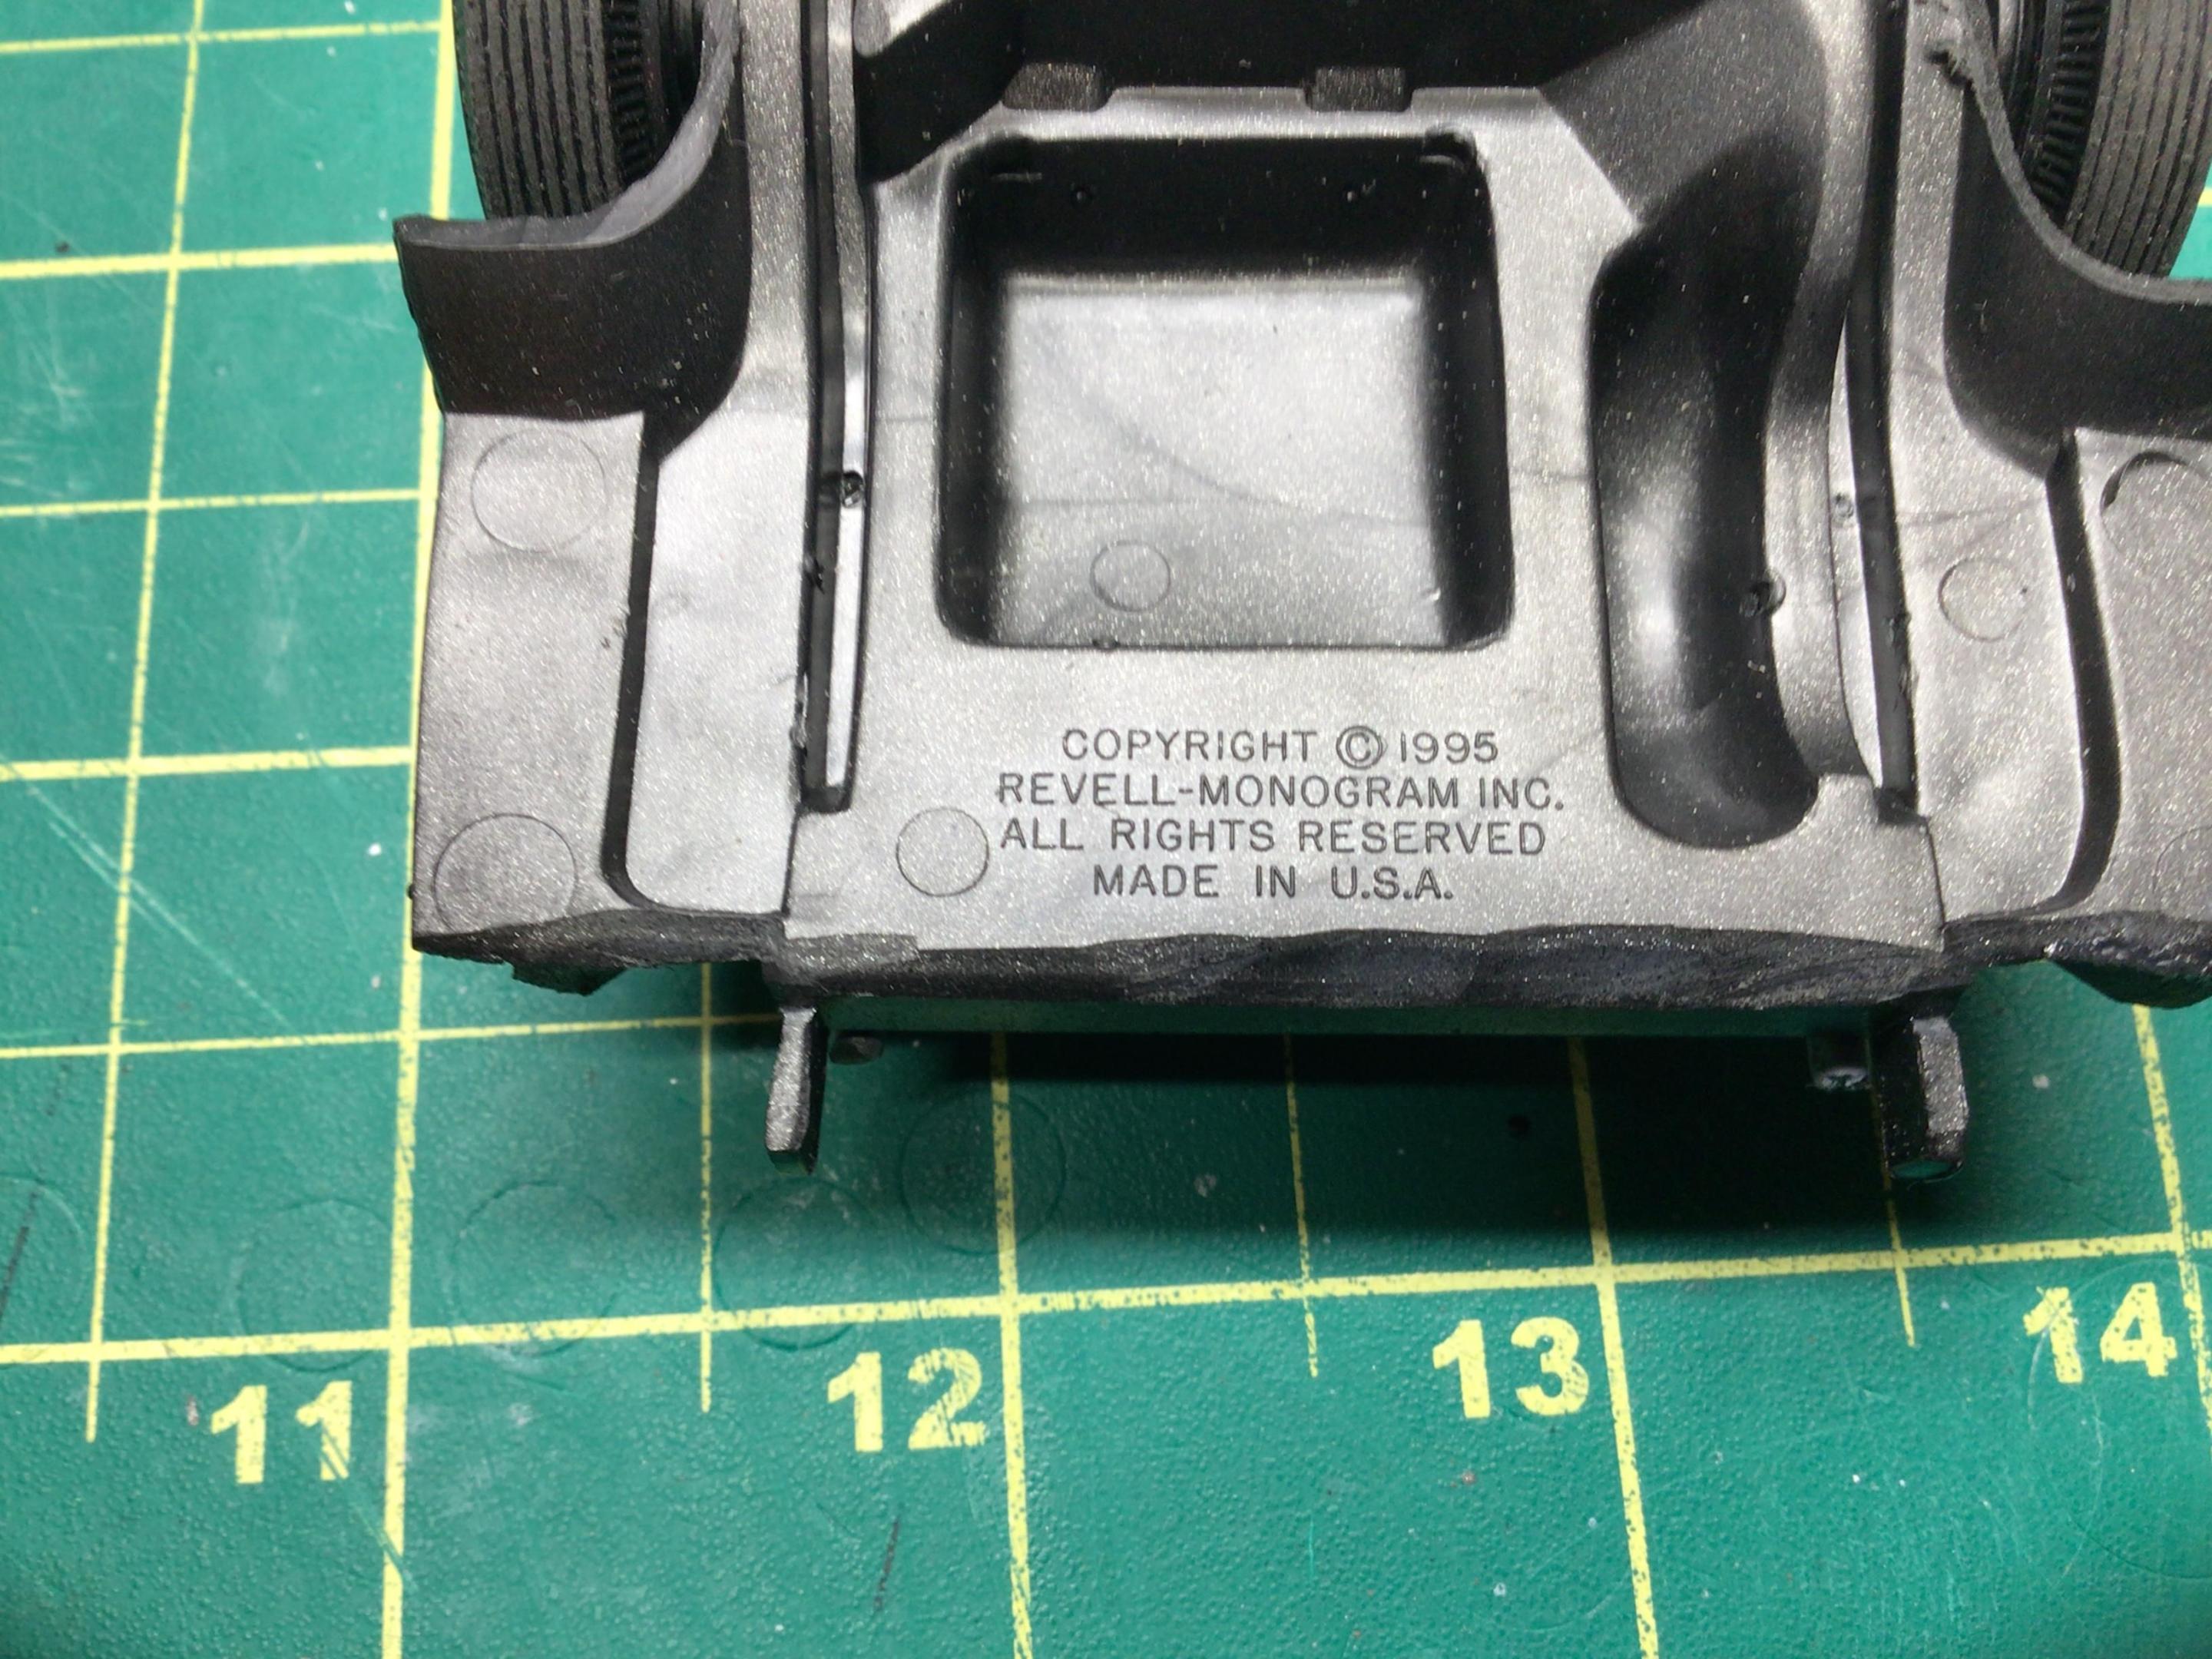 COPYRIGHT © 1995
REVELL-MONOGRAM INC.
ALL RIGHTS RESERVED
MADE IN U.S.A.
11 12 13 14